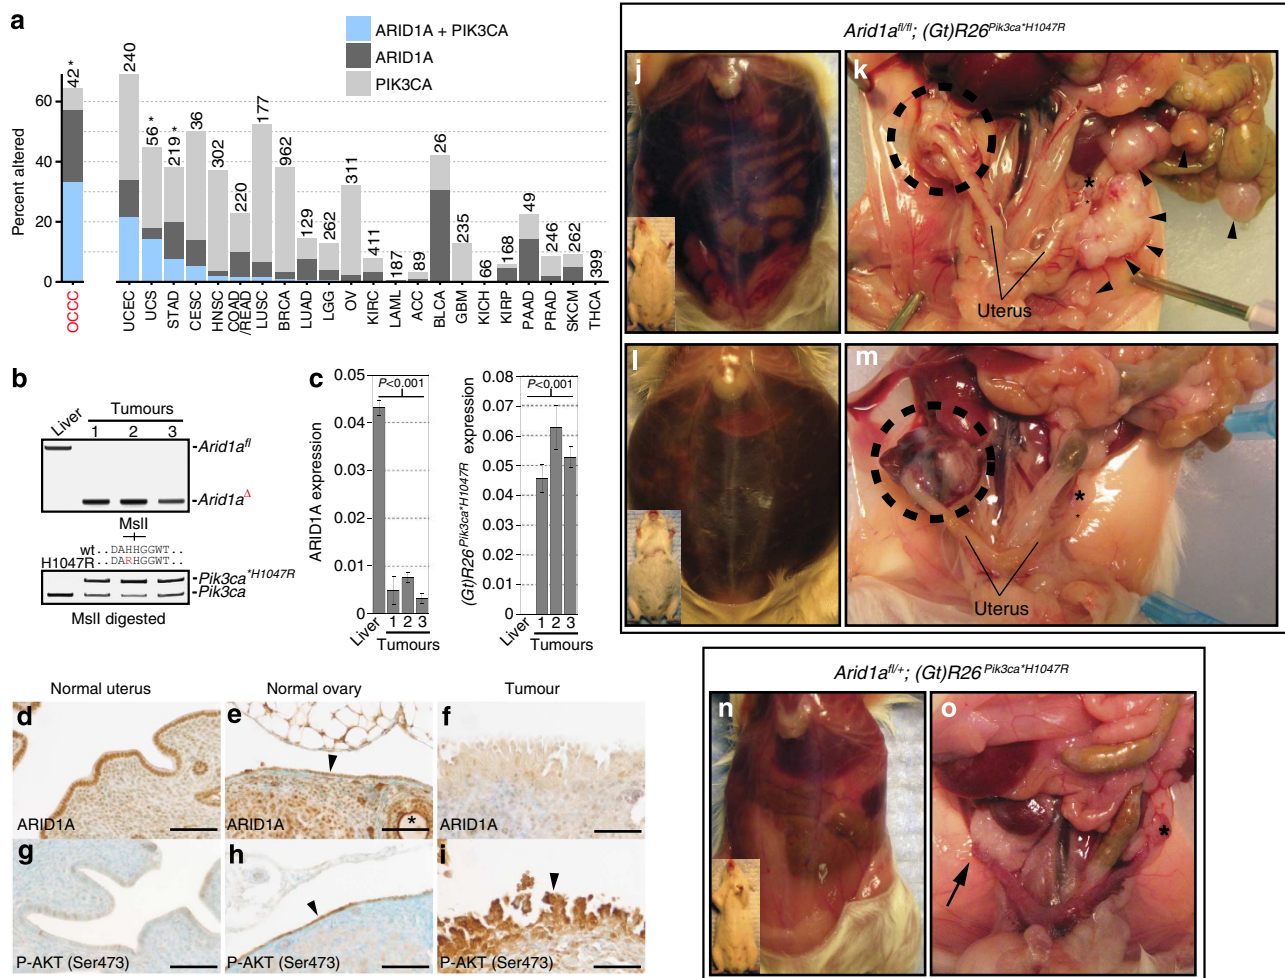 a
ARID1A + PIK3CA
ARID1A
PIK3CA
Percent altered
60
40
20
0
42 *
240
56 *
219 *
36
302
220
177
962
129
262
311
411
187
89
26
235
66
168
49
246
262
399
OCCC
UCEC
UCS
STAD
CESC
HNSC
COAD
/READ
LUSC
BRCA
LUAD
LGG
OV
KIRC
LAML
ACC
BLCA
GBM
KICH
KIRP
PAAD
PRAD
SKCM
THCA
b
Liver
Tumours
1 2 3
-Arid1a^fl
-Arid1a^Δ
MslI
wt ..DAHHGGWT..
H1047R ..DARHGGWT..
-Pik3ca*^H1047R
-Pik3ca
MslI digested
c
ARID1A expression
0.05
0.04
0.03
0.02
0.01
0
P<0.001
Liver 1 2 3
Tumours
(Gt)R26^Pik3ca*H1047R expression
0.08
0.07
0.06
0.05
0.04
0.03
0.02
0.01
0
P<0.001
Liver 1 2 3
Tumours
Normal uterus
Normal ovary
Tumour
d
ARID1A
e
*
ARID1A
f
ARID1A
g
P-AKT (Ser473)
h
P-AKT (Ser473)
i
P-AKT (Ser473)
Arid1a^fl/fl; (Gt)R26^Pik3ca*H1047R
j
k
*
Uterus
l
m
*
Uterus
Arid1a^fl/+; (Gt)R26^Pik3ca*H1047R
n
o
*